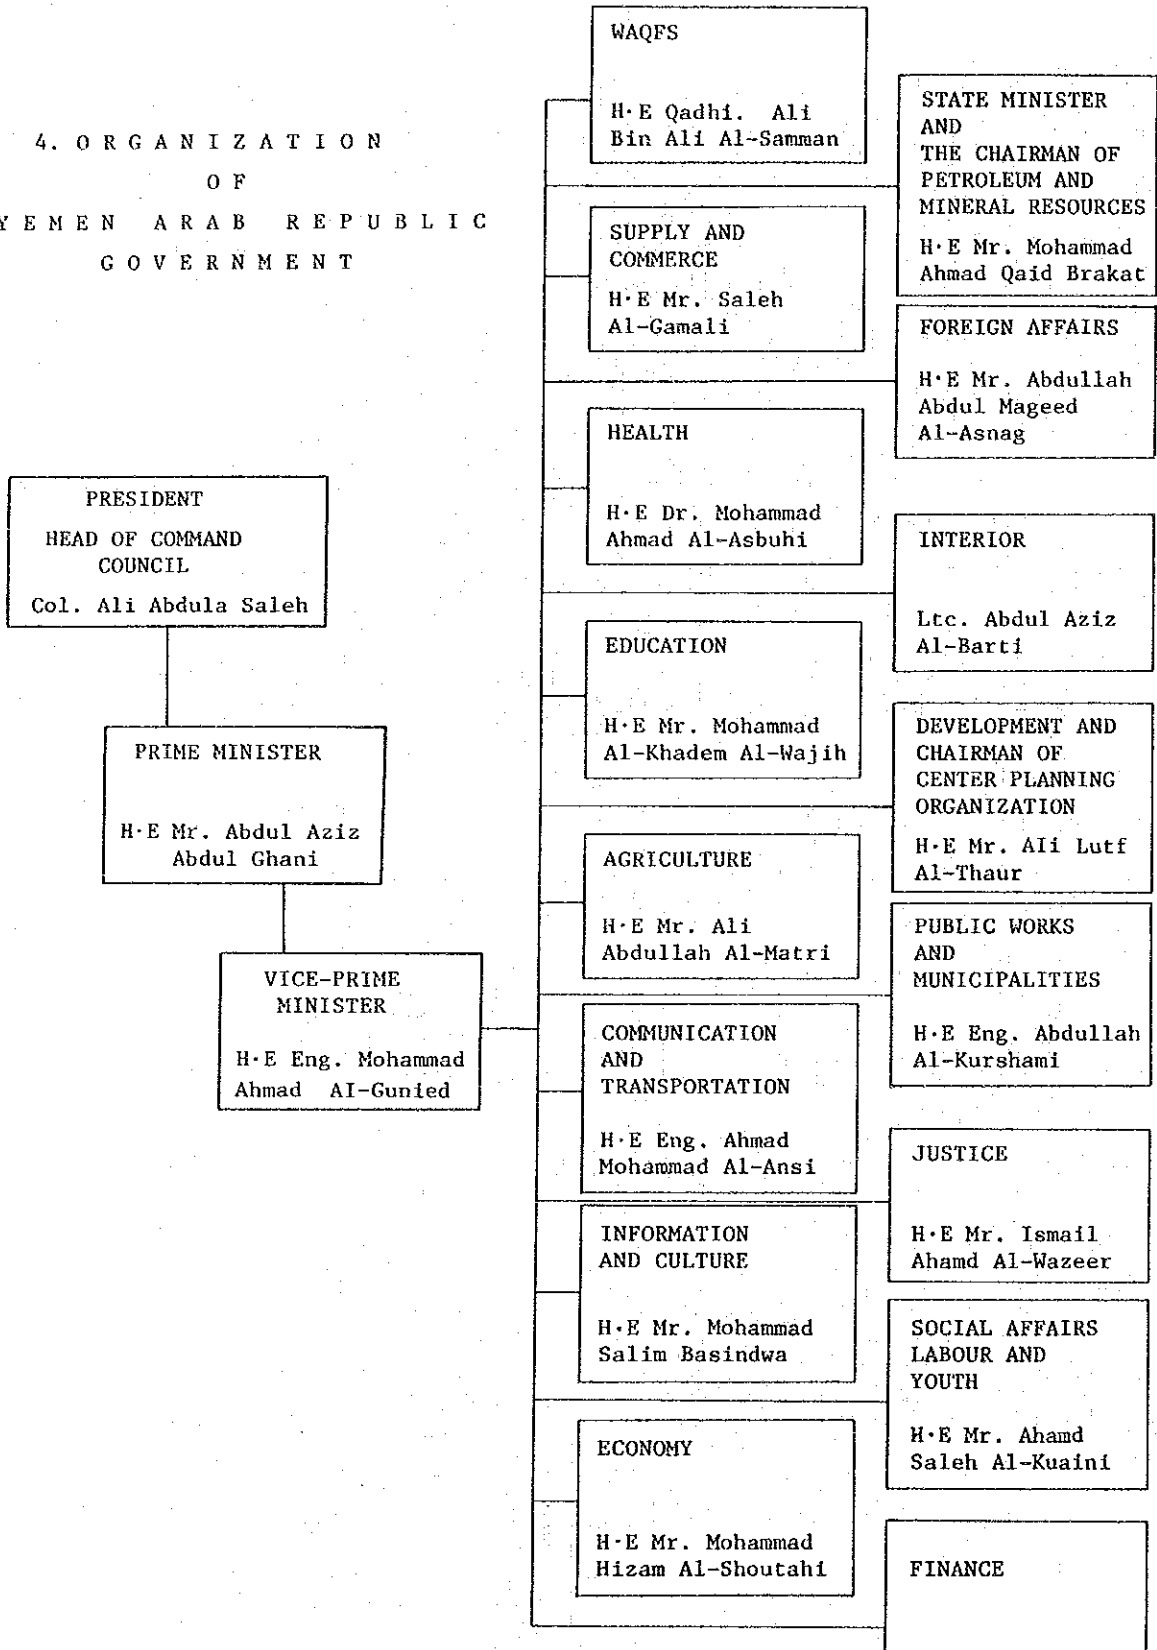 4. ORGANIZATION
OF
YEMEN ARAB REPUBLIC
GOVERNMENT
PRESIDENT
HEAD OF COMMAND
COUNCIL
Col. Ali Abdula Saleh
PRIME MINISTER
H·E Mr. Abdul Aziz
Abdul Ghani
VICE-PRIME
MINISTER
H·E Eng. Mohammad
Ahmad AI-Gunied
WAQFS
H·E Qadhi. Ali
Bin Ali Al-Samman
STATE MINISTER
AND
THE CHAIRMAN OF
PETROLEUM AND
MINERAL RESOURCES
H·E Mr. Mohammad
Ahmad Qaid Brakat
SUPPLY AND
COMMERCE
H·E Mr. Saleh
Al-Gamali
FOREIGN AFFAIRS
H·E Mr. Abdullah
Abdul Mageed
Al-Asnag
HEALTH
H·E Dr. Mohammad
Ahmad Al-Asbuhi
INTERIOR
Ltc. Abdul Aziz
Al-Barti
EDUCATION
H·E Mr. Mohammad
Al-Khadem Al-Wajih
DEVELOPMENT AND
CHAIRMAN OF
CENTER PLANNING
ORGANIZATION
H·E Mr. AIi Lutf
Al-Thaur
AGRICULTURE
H·E Mr. Ali
Abdullah Al-Matri
PUBLIC WORKS
AND
MUNICIPALITIES
H·E Eng. Abdullah
Al-Kurshami
COMMUNICATION
AND
TRANSPORTATION
H·E Eng. Ahmad
Mohammad Al-Ansi
JUSTICE
H·E Mr. Ismail
Ahamd Al-Wazeer
INFORMATION
AND CULTURE
H·E Mr. Mohammad
Salim Basindwa
SOCIAL AFFAIRS
LABOUR AND
YOUTH
H·E Mr. Ahamd
Saleh Al-Kuaini
ECONOMY
H·E Mr. Mohammad
Hizam Al-Shoutahi
FINANCE